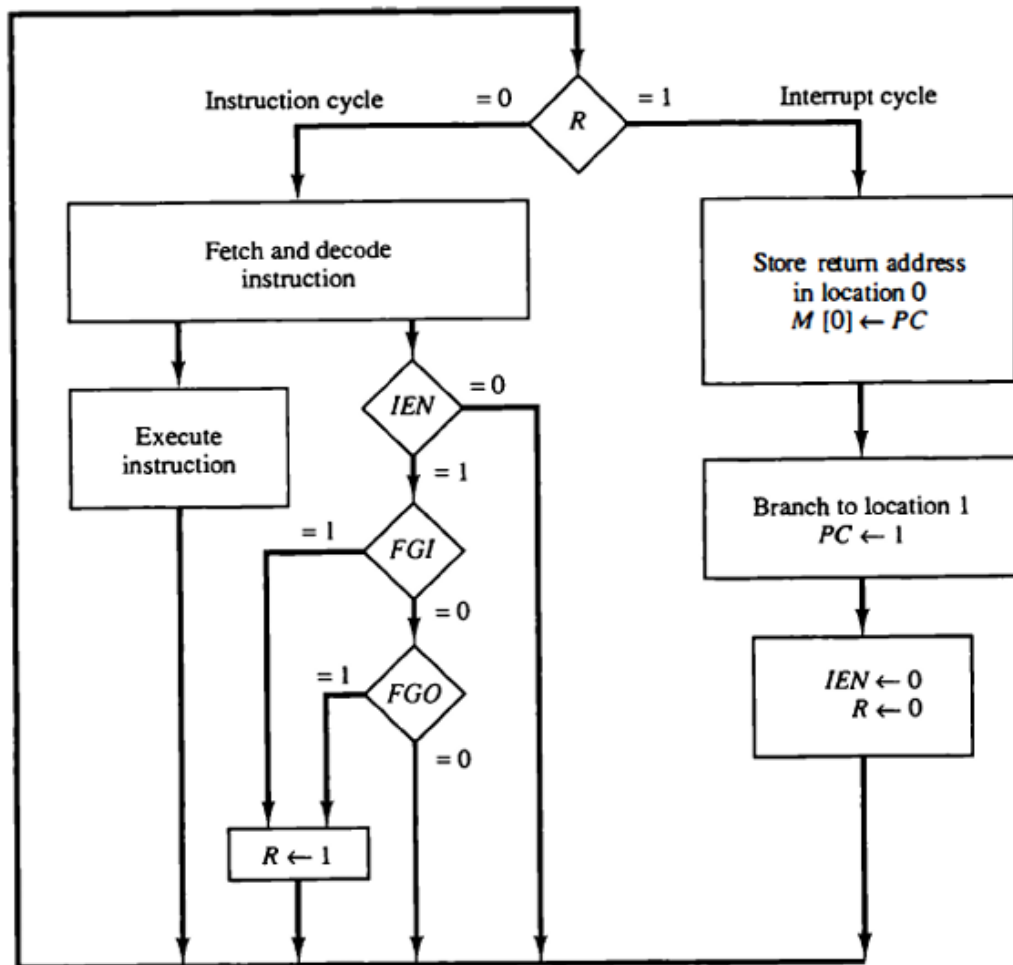 Instruction cycle
= 0
R
= 1
Interrupt cycle
Fetch and decode
instruction
Store return address
in location 0
M [0] ← PC
IEN
= 0
Execute
instruction
= 1
Branch to location 1
PC ← 1
= 1
FGI
= 0
= 1
FGO
= 0
IEN ← 0
R ← 0
R ← 1